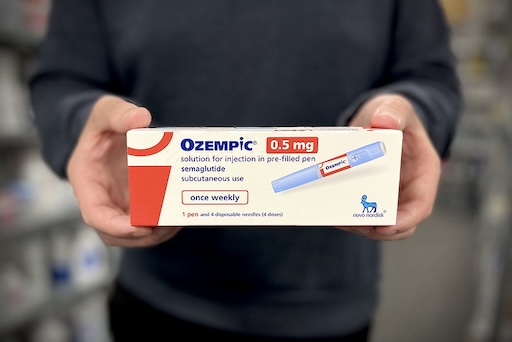 OZEMPIC® 0.5 mg
solution for injection in pre-filled pen
semaglutide
subcutaneous use
once weekly
1 pen and 4 disposable needles (4 doses)
novo nordisk